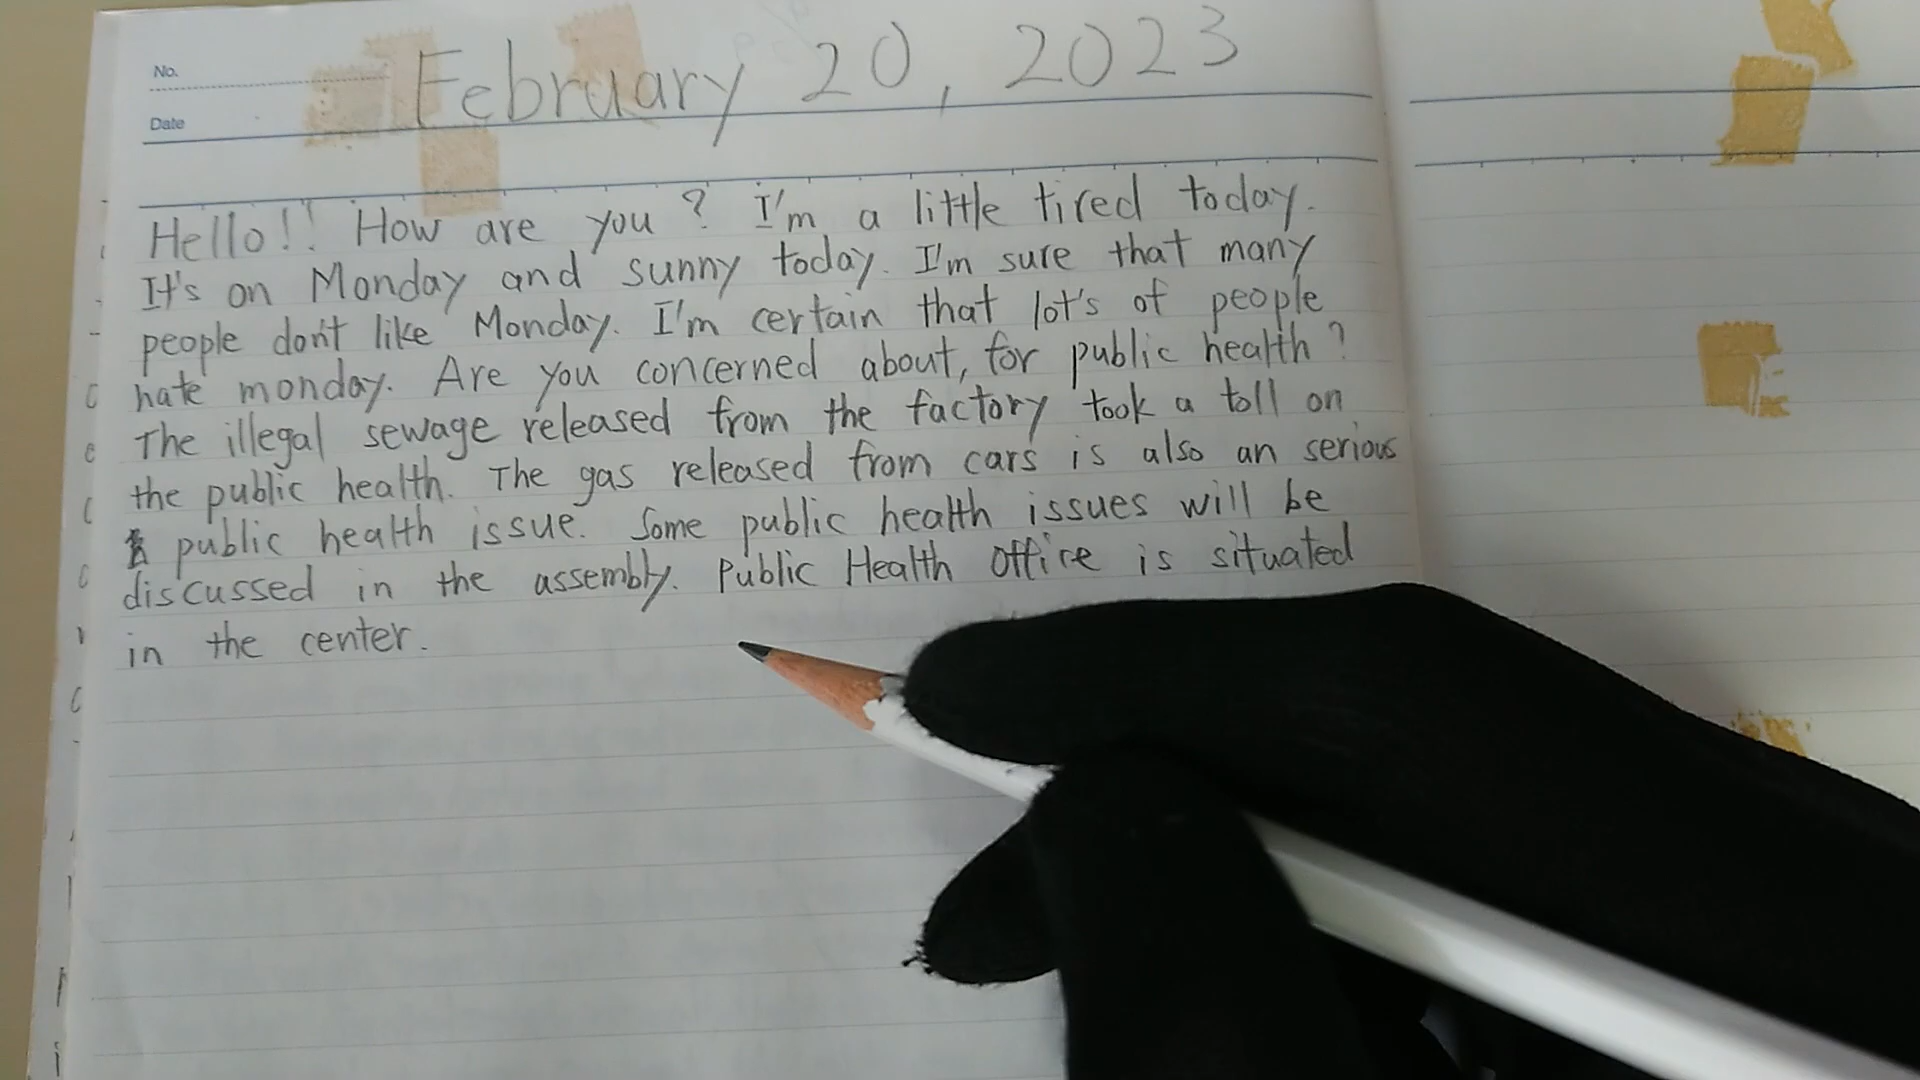 No.
Date
February 20, 2023
Hello!! How are you? I'm a little tired today.
It's on Monday and sunny today. I'm sure that many
people don't like Monday. I'm certain that lot's of people
hate monday. Are you concerned about, for public health?
The illegal sewage released from the factory took a toll on
the public health. The gas released from cars is also an serious
public health issue. Some public health issues will be
discussed in the assembly. Public Health Office is situated
in the center.